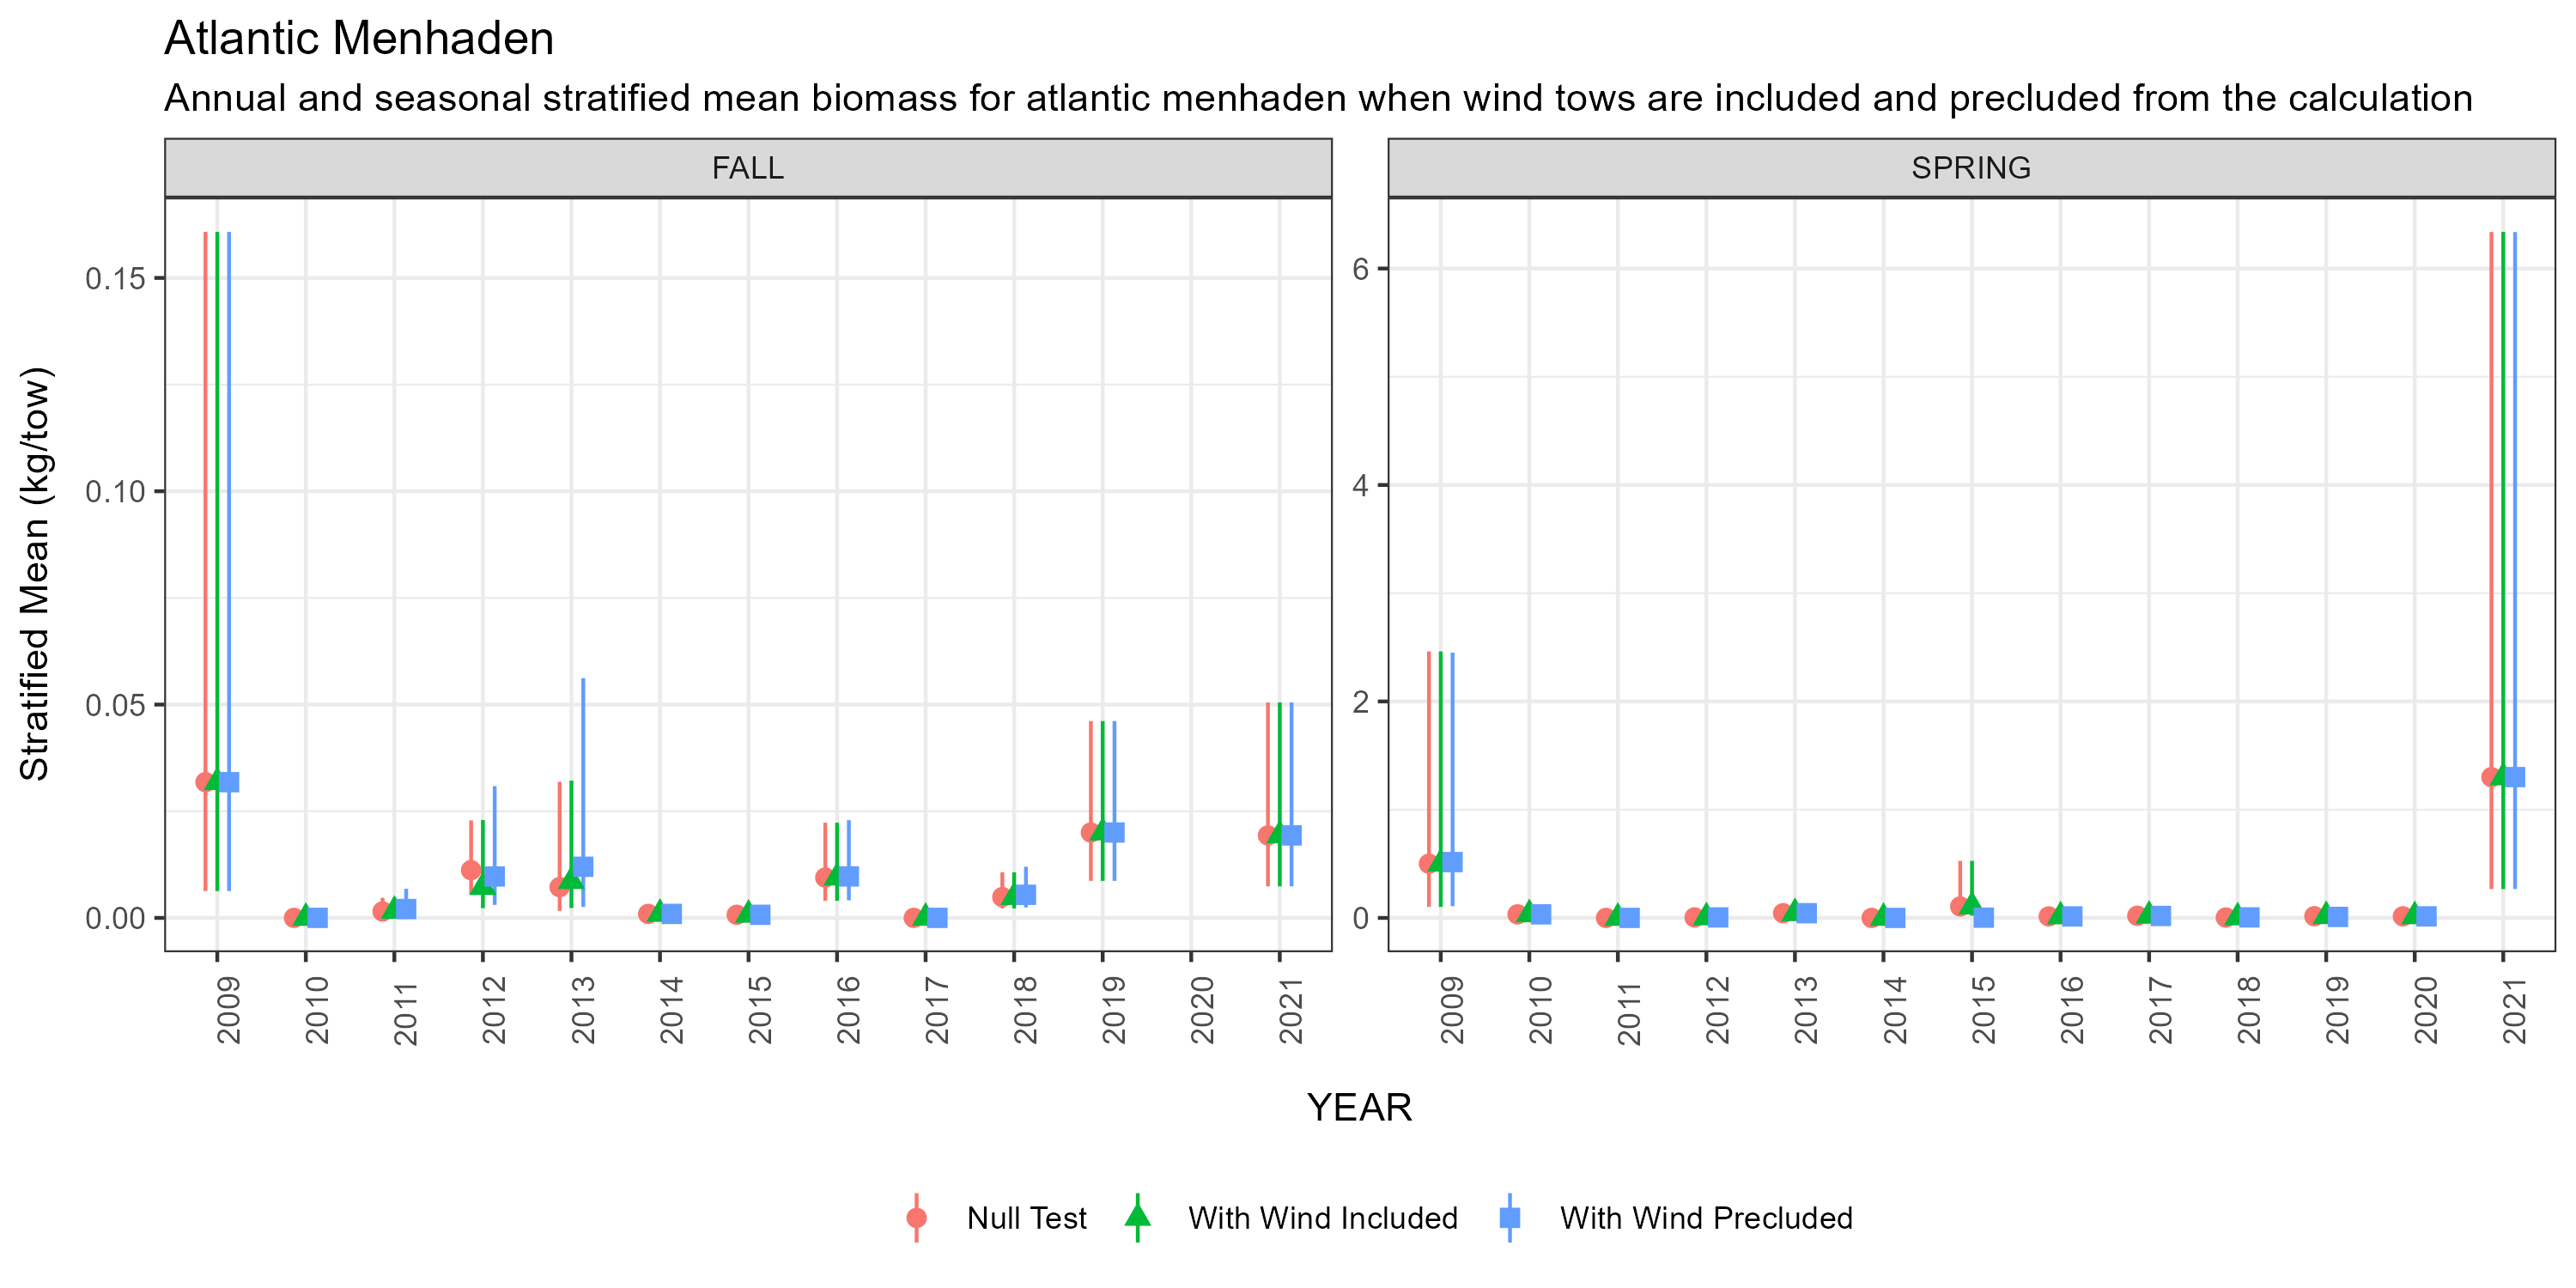 Atlantic Menhaden
Annual and seasonal stratified mean biomass for atlantic menhaden when wind tows are included and precluded from the calculation
FALL
SPRING
Stratified Mean (kg/tow)
0.15
0.10
0.05
0.00
6
4
2
0
2009 2010 2011 2012 2013 2014 2015 2016 2017 2018 2019 2020 2021
2009 2010 2011 2012 2013 2014 2015 2016 2017 2018 2019 2020 2021
YEAR
Null Test With Wind Included With Wind Precluded